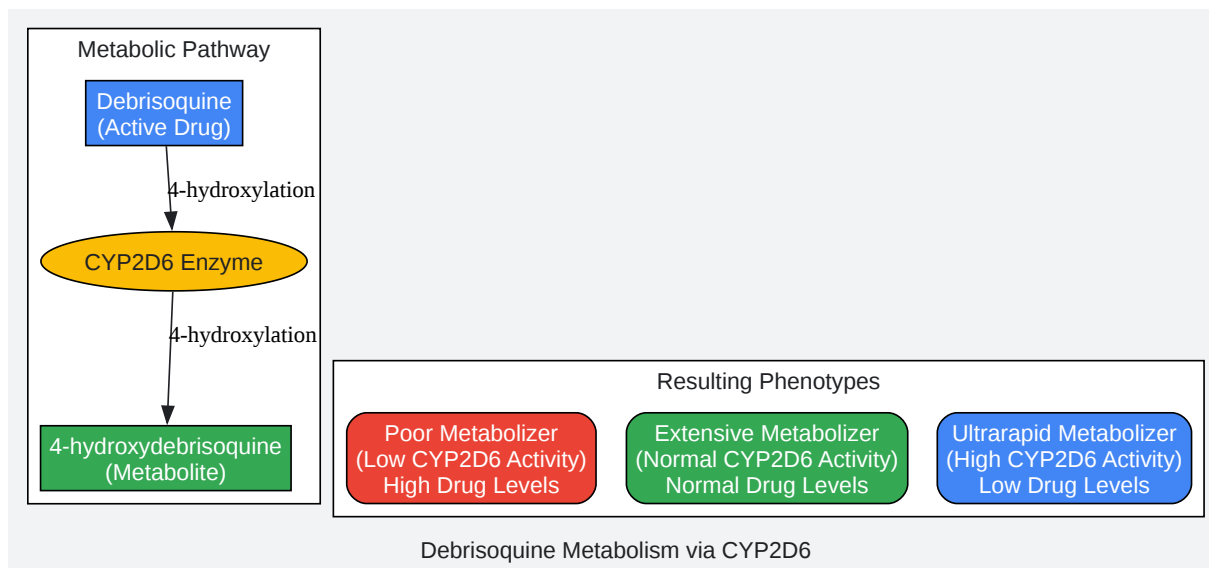 Metabolic Pathway
Debrisoquine
(Active Drug)
4-hydroxylation
CYP2D6 Enzyme
4-hydroxylation
4-hydroxydebrisoquine
(Metabolite)
Resulting Phenotypes
Poor Metabolizer
(Low CYP2D6 Activity)
High Drug Levels
Extensive Metabolizer
(Normal CYP2D6 Activity)
Normal Drug Levels
Ultrarapid Metabolizer
(High CYP2D6 Activity)
Low Drug Levels
Debrisoquine Metabolism via CYP2D6